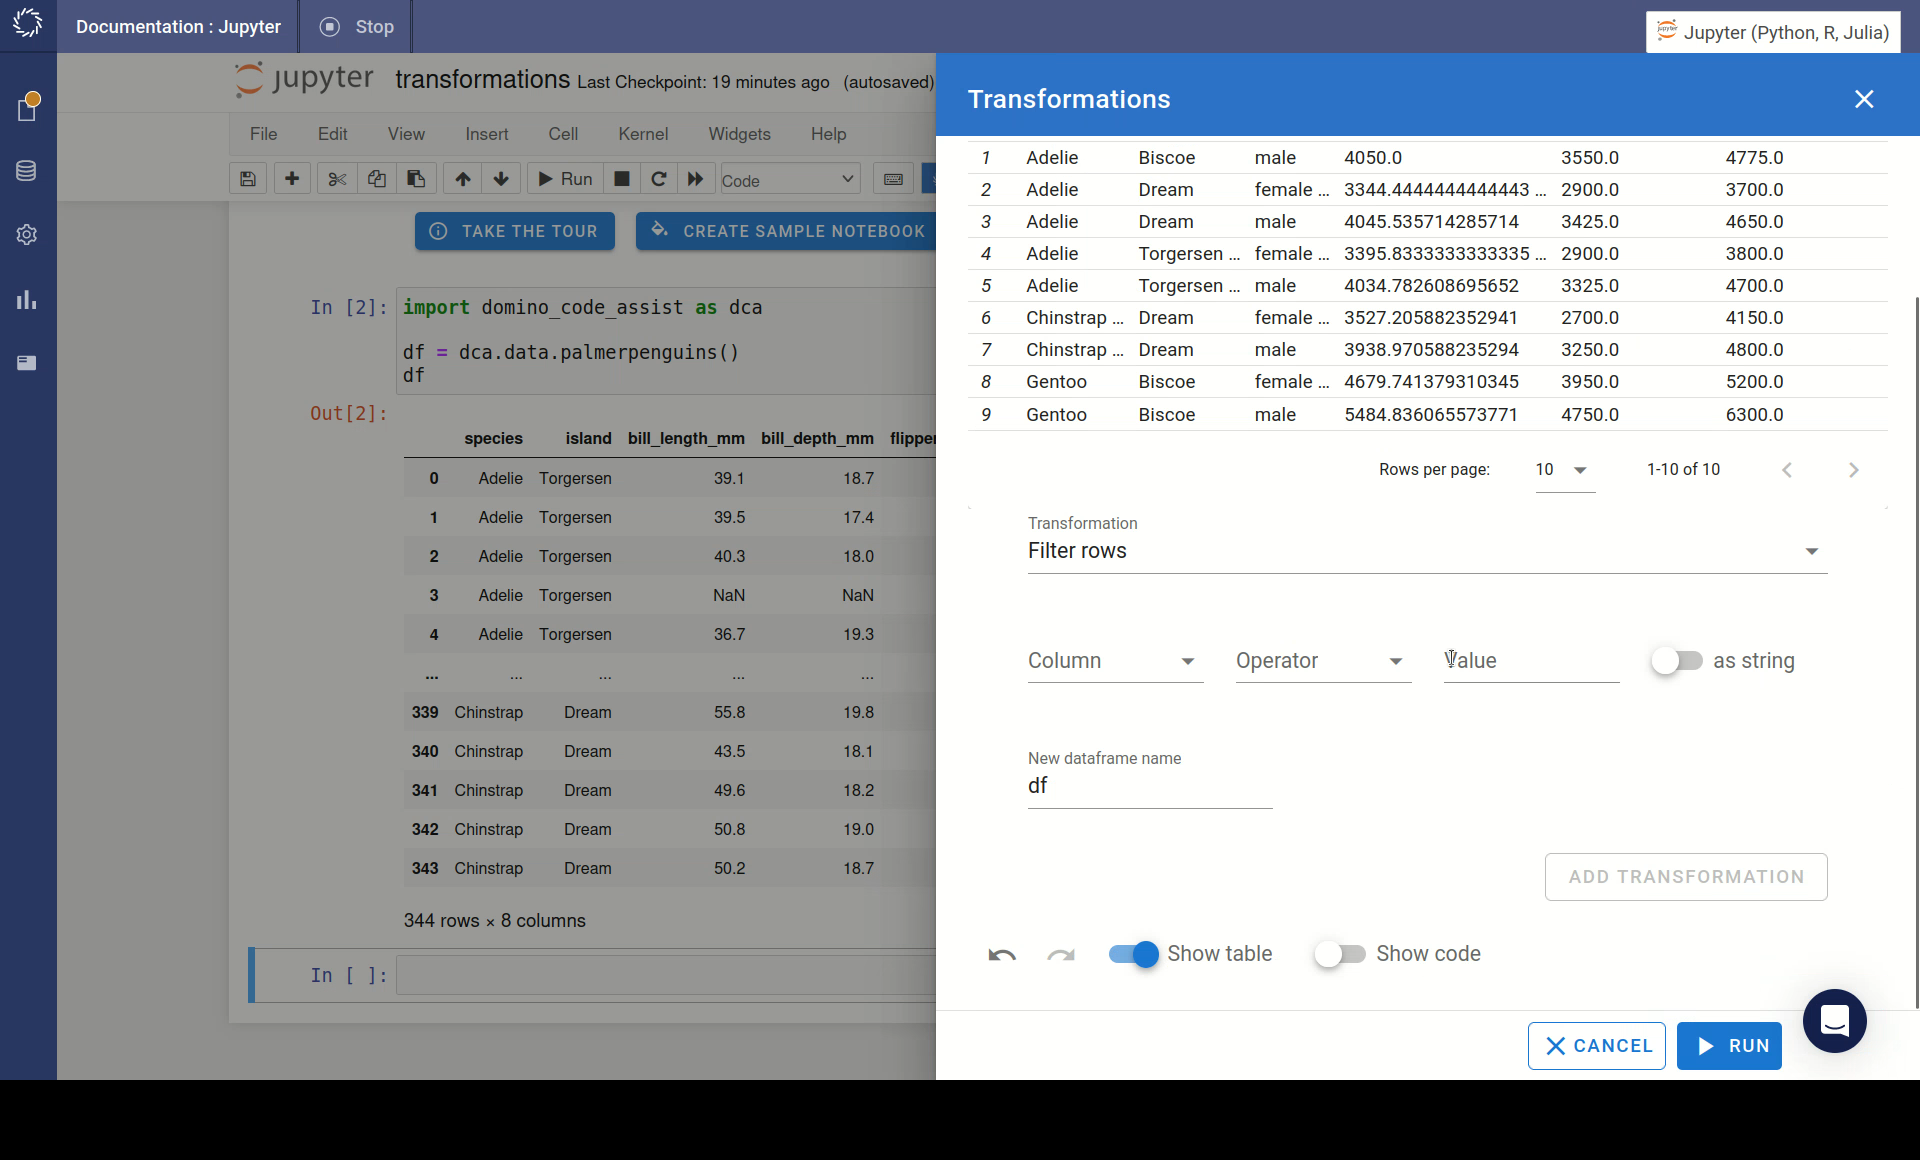 Documentation : Jupyter
Stop
Jupyter (Python, R, Julia)
jupyter transformations Last Checkpoint: 19 minutes ago (autosaved)
File Edit View Insert Cell Kernel Widgets Help
Run Code
TAKE THE TOUR CREATE SAMPLE NOTEBOOK
In [2]: import domino_code_assist as dca
df = dca.data.palmerpenguins()
df
Out[2]:
species island bill_length_mm bill_depth_mm flipper
0 Adelie Torgersen 39.1 18.7
1 Adelie Torgersen 39.5 17.4
2 Adelie Torgersen 40.3 18.0
3 Adelie Torgersen NaN NaN
4 Adelie Torgersen 36.7 19.3
... ... ... ... ...
339 Chinstrap Dream 55.8 19.8
340 Chinstrap Dream 43.5 18.1
341 Chinstrap Dream 49.6 18.2
342 Chinstrap Dream 50.8 19.0
343 Chinstrap Dream 50.2 18.7
344 rows × 8 columns
In [ ]:
Transformations
1 Adelie Biscoe male 4050.0 3550.0 4775.0
2 Adelie Dream female ... 3344.4444444444443 ... 2900.0 3700.0
3 Adelie Dream male 4045.535714285714 3425.0 4650.0
4 Adelie Torgersen ... female ... 3395.8333333333335 ... 2900.0 3800.0
5 Adelie Torgersen ... male 4034.782608695652 3325.0 4700.0
6 Chinstrap ... Dream female ... 3527.205882352941 2700.0 4150.0
7 Chinstrap ... Dream male 3938.970588235294 3250.0 4800.0
8 Gentoo Biscoe female ... 4679.741379310345 3950.0 5200.0
9 Gentoo Biscoe male 5484.836065573771 4750.0 6300.0
Rows per page: 10 1-10 of 10
Transformation
Filter rows
Column Operator Value as string
New dataframe name
df
ADD TRANSFORMATION
Show table Show code
CANCEL RUN